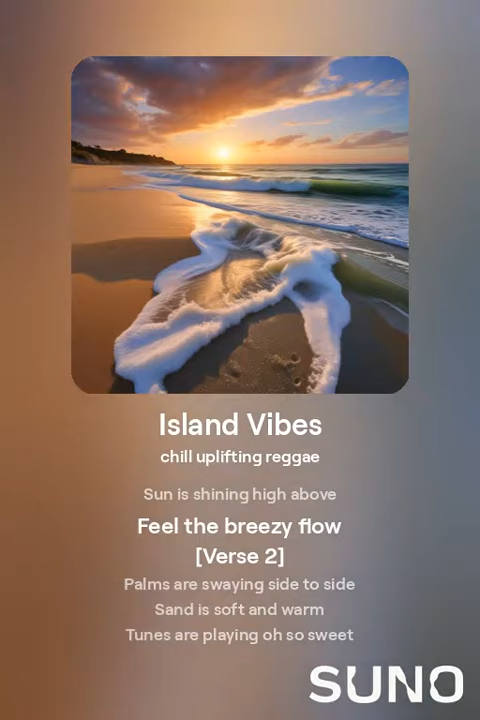 Island Vibes
chill uplifting reggae
Sun is shining high above
Feel the breezy flow
[Verse 2]
Palms are swaying side to side
Sand is soft and warm
Tunes are playing oh so sweet
SUNO